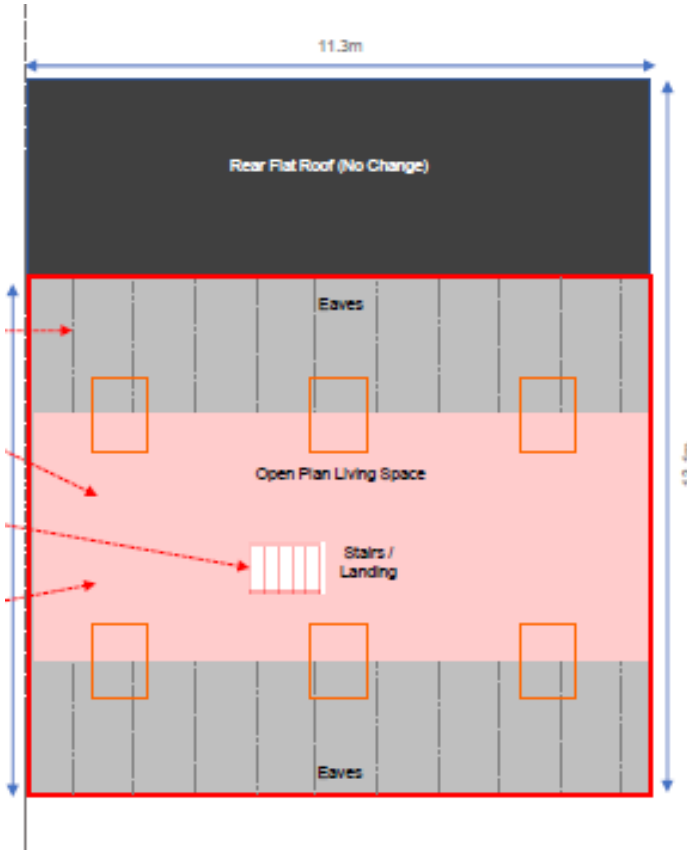 11.3m
Rear Flat Roof (No Change)
Eaves
Open Plan Living Space
Stairs /
Landing
Eaves